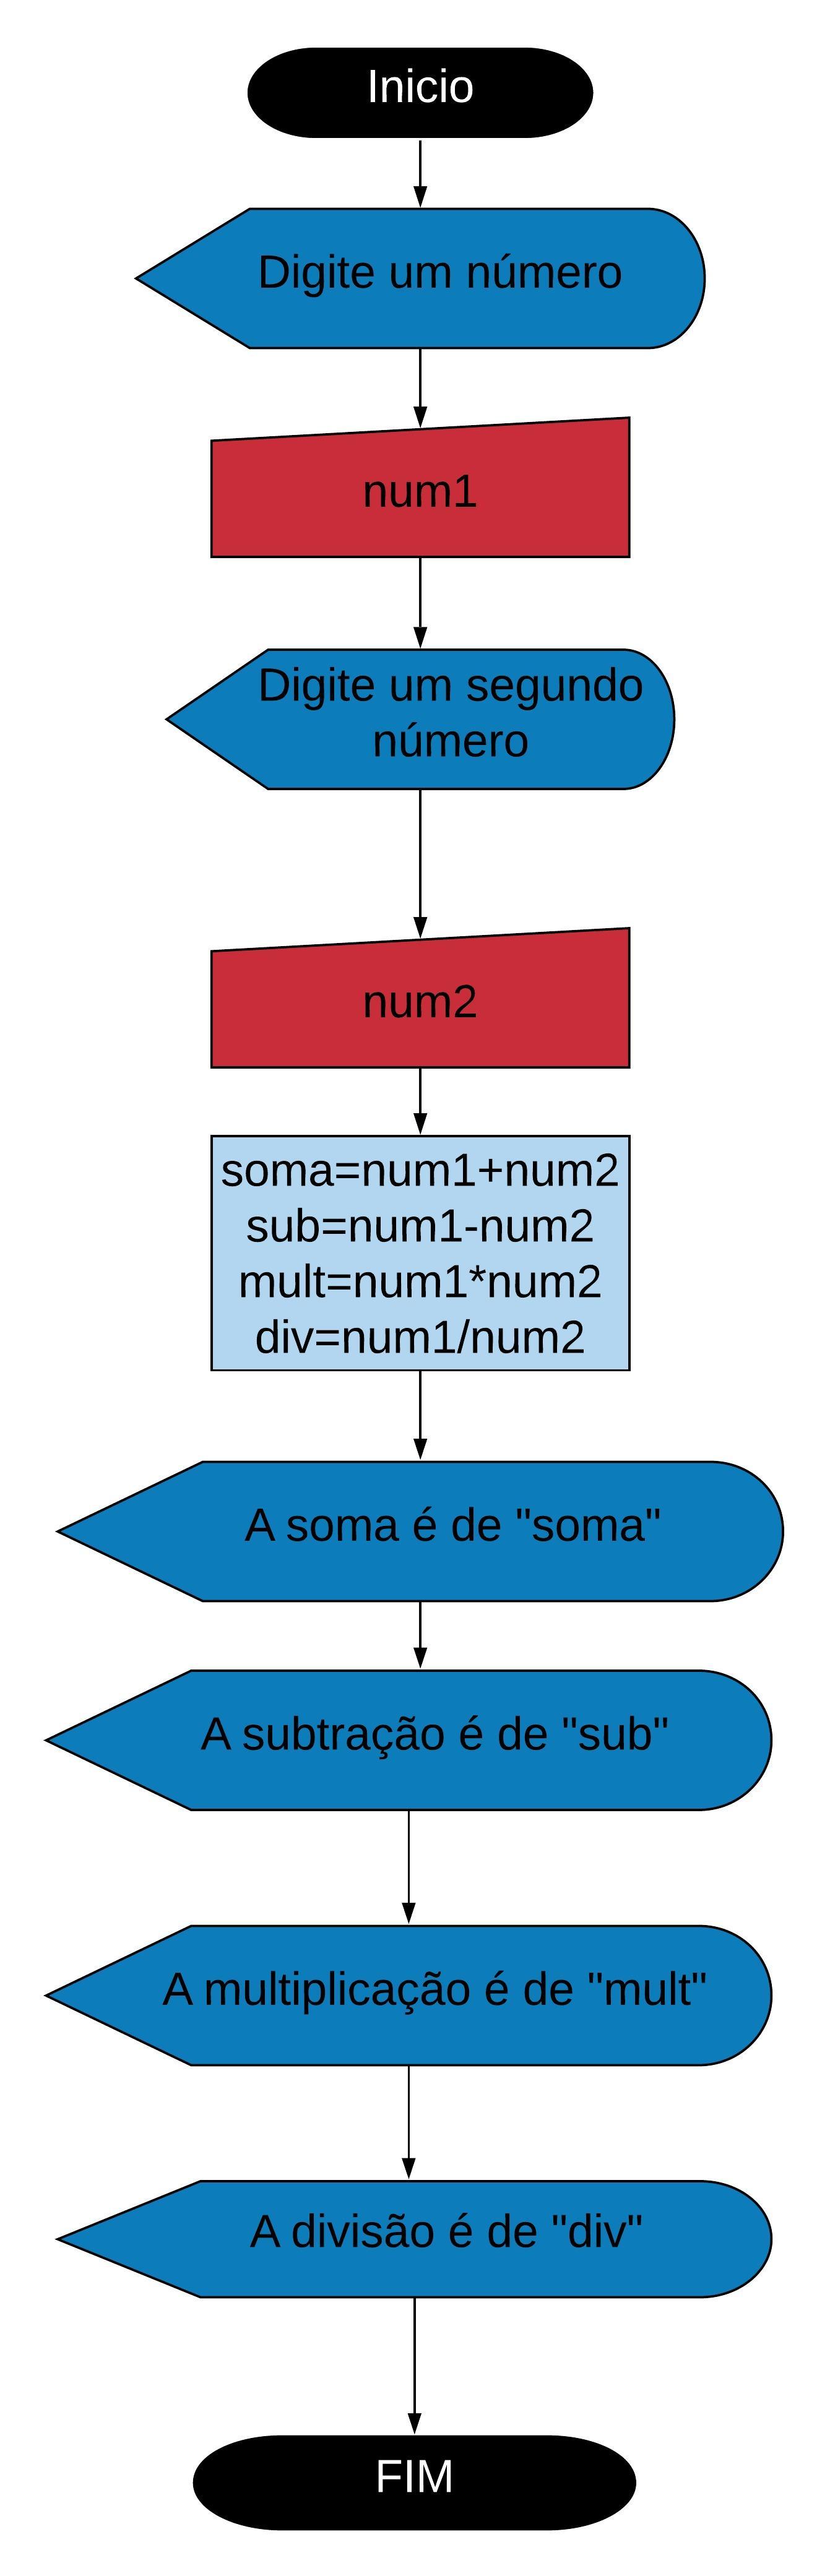 Inicio
Digite um número
num1
Digite um segundo
número
num2
soma=num1+num2
sub=num1-num2
mult=num1*num2
div=num1/num2
A soma é de "soma"
A subtração é de "sub"
A multiplicação é de "mult"
A divisão é de "div"
FIM